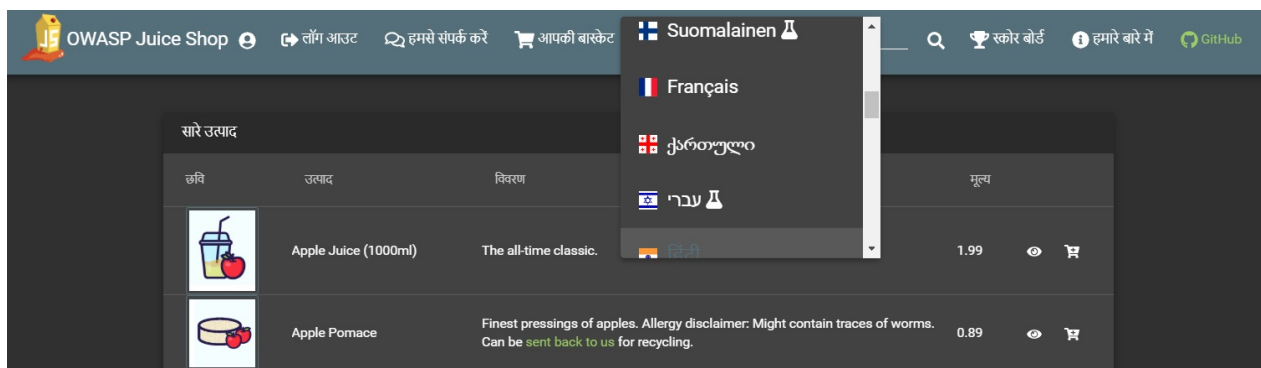 OWASP Juice Shop लॉग आउट हमसे संपर्क करें आपकी बास्केट स्कोर बोर्ड हमारे बारे में GitHub
Suomalainen
Français
ქართული
עברי
हिंदी
सारे उत्पाद
छवि उत्पाद विवरण मूल्य
Apple Juice (1000ml) The all-time classic. 1.99
Apple Pomace Finest pressings of apples. Allergy disclaimer: Might contain traces of worms.
Can be sent back to us for recycling. 0.89